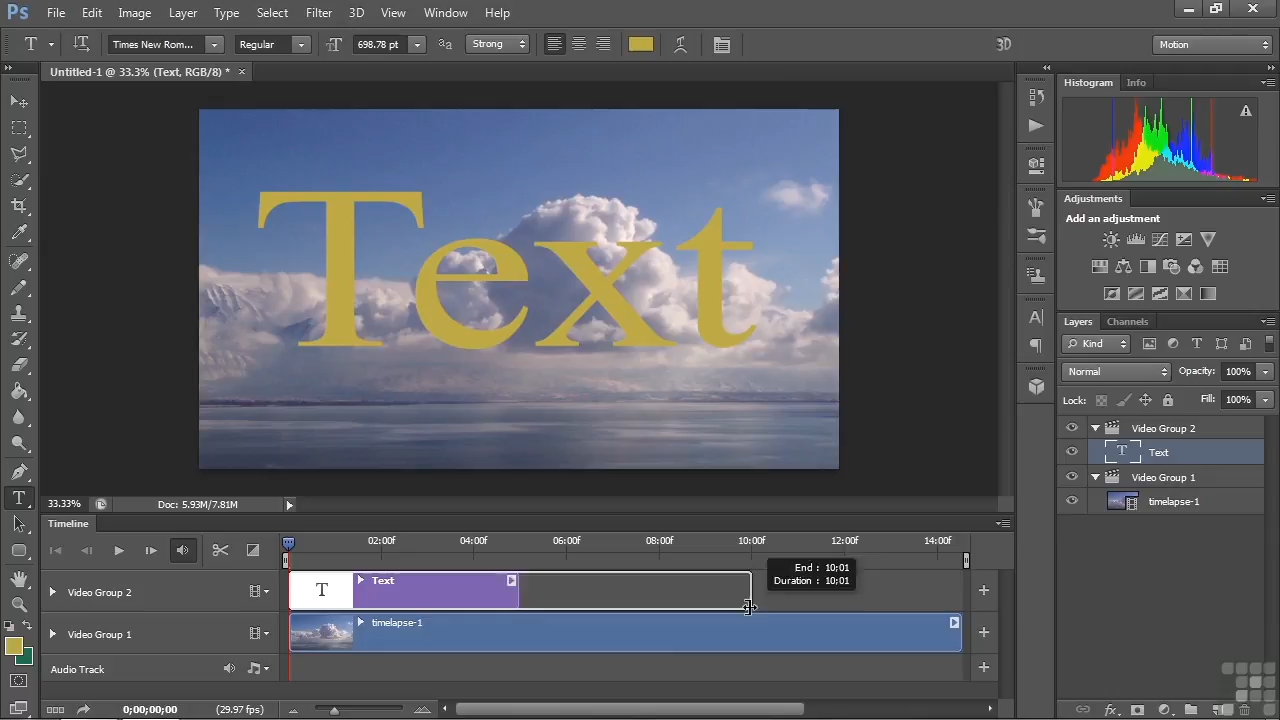 Ps File Edit Image Layer Type Select Filter 3D View Window Help
T Times New Rom... Regular 698.78 pt aa Strong 3D Motion
Untitled-1 @ 33.3% (Text, RGB/8) * ×
Histogram Info
Text
Adjustments
Add an adjustment
Layers Channels
Kind
Normal Opacity: 100%
Lock: Fill: 100%
Video Group 2
T Text
Video Group 1
timelapse-1
33.33% Doc: 5.93M/7.81M
Timeline
02:00f 04:00f 06:00f 08:00f 10:00f 12:00f 14:00f
End : 10;01
Duration : 10;01
Video Group 2 T Text
Video Group 1 timelapse-1
Audio Track
0;00;00;00 (29.97 fps)